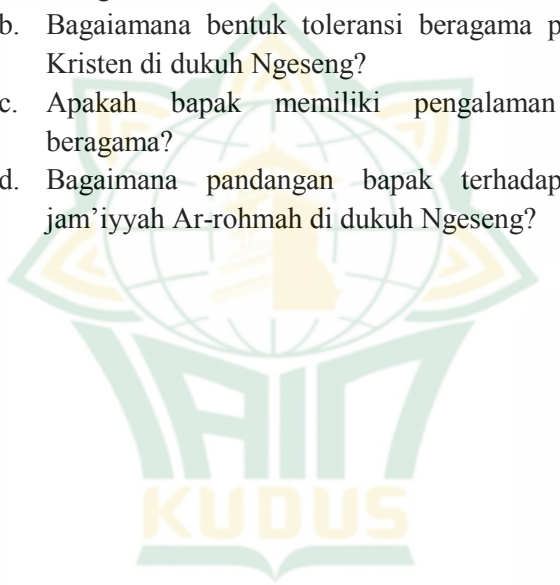 b. Bagaiamana bentuk toleransi beragama
Kristen di dukuh Ngeseng?
c. Apakah bapak memiliki pengalaman
beragama?
d. Bagaimana pandangan bapak terhadap
jam'iyyah Ar-rohmah di dukuh Ngeseng?
IAIN
KUDUS